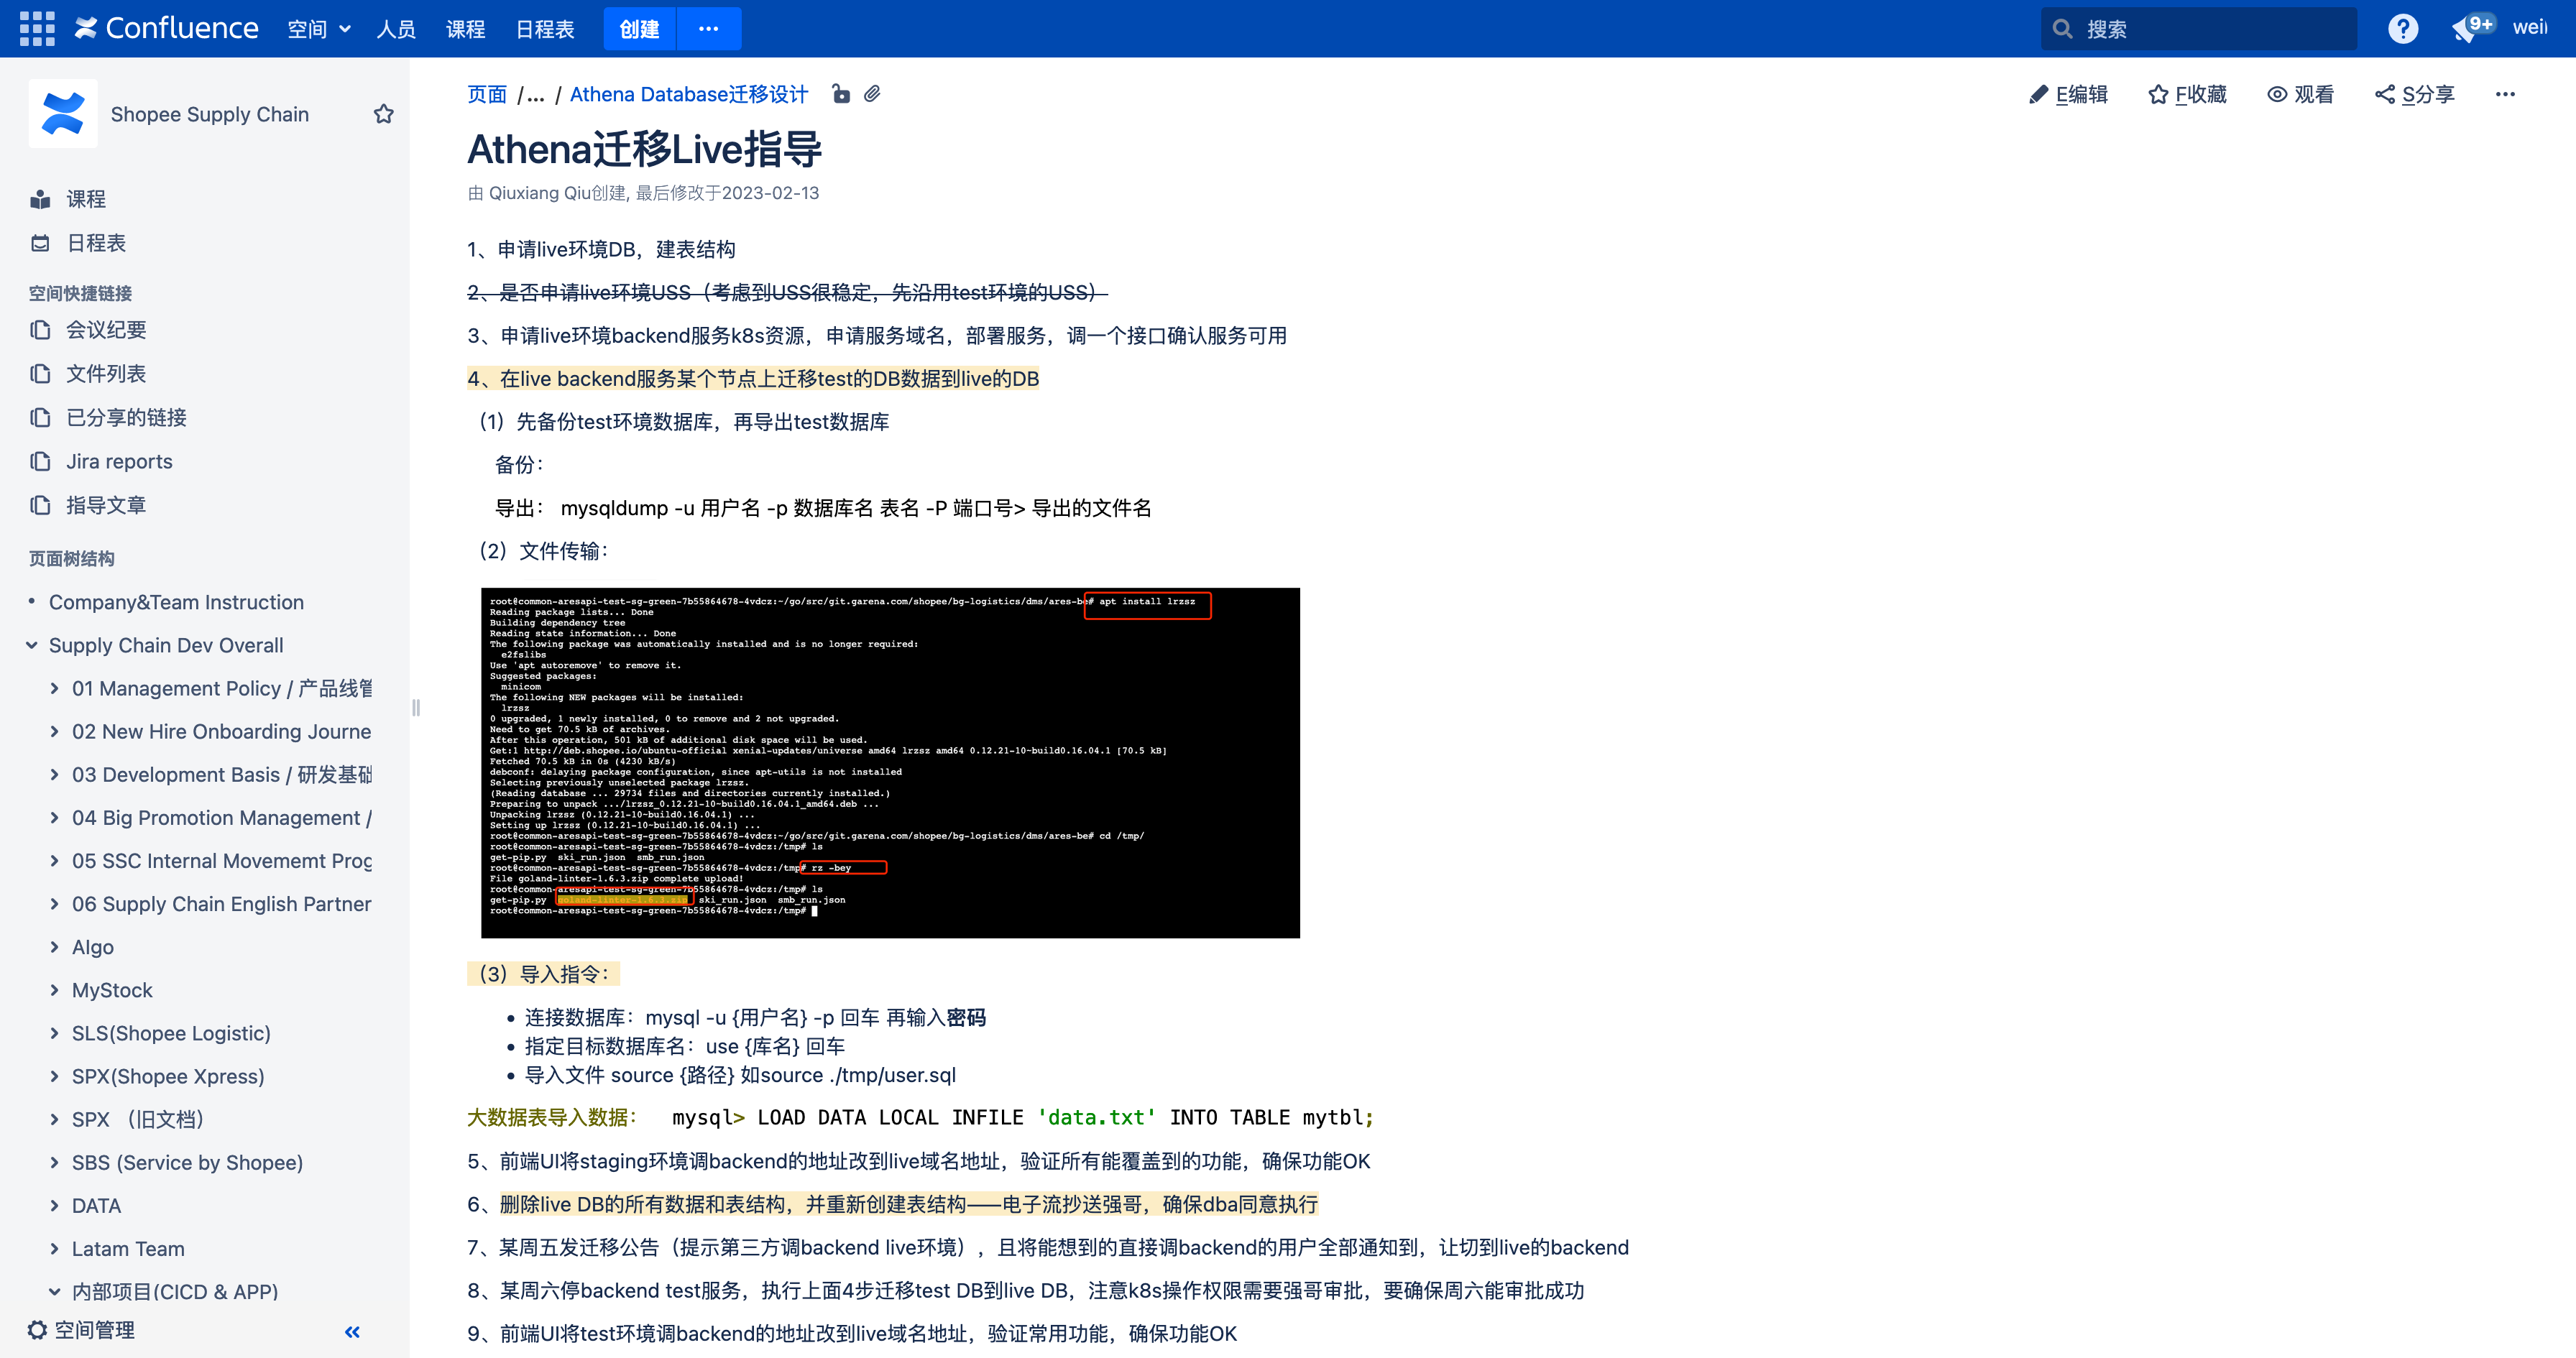 Confluence 空间 人员 课程 日程表 创建 ··· 搜索 9+ wei
Shopee Supply Chain
课程
日程表
空间快捷链接
会议纪要
文件列表
已分享的链接
Jira reports
指导文章
页面树结构
Company&Team Instruction
Supply Chain Dev Overall
01 Management Policy / 产品线管
02 New Hire Onboarding Journe
03 Development Basis / 研发基础
04 Big Promotion Management /
05 SSC Internal Movememt Prog
06 Supply Chain English Partner
Algo
MyStock
SLS(Shopee Logistic)
SPX(Shopee Xpress)
SPX （旧文档）
SBS (Service by Shopee)
DATA
Latam Team
内部项目(CICD & APP)
空间管理 «
页面 /... / Athena Database迁移设计
E编辑 F收藏 观看 S分享 ···
Athena迁移Live指导
由 Qiuxiang Qiu创建, 最后修改于2023-02-13
1、申请live环境DB，建表结构
2、是否申请live环境USS（考虑到USS很稳定，先沿用test环境的USS）
3、申请live环境backend服务k8s资源，申请服务域名，部署服务，调一个接口确认服务可用
4、在live backend服务某个节点上迁移test的DB数据到live的DB
（1）先备份test环境数据库，再导出test数据库
备份：
导出： mysqldump -u 用户名 -p 数据库名 表名 -P 端口号> 导出的文件名
（2）文件传输：
root@common-aresapi-test-sg-green-7b55864678-4vdcz:~/go/src/git.garena.com/shopee/bg-logistics/dms/ares-be# apt install lrzsz
Reading package lists... Done
Building dependency tree
Reading state information... Done
The following package was automatically installed and is no longer required:
e2fslibs
Use 'apt autoremove' to remove it.
Suggested packages:
minicom
The following NEW packages will be installed:
lrzsz
0 upgraded, 1 newly installed, 0 to remove and 2 not upgraded.
Need to get 70.5 kB of archives.
After this operation, 501 kB of additional disk space will be used.
Get:1 http://deb.shopee.io/ubuntu-official xenial-updates/universe amd64 lrzsz amd64 0.12.21-10~build0.16.04.1 [70.5 kB]
Fetched 70.5 kB in 0s (4230 kB/s)
debconf: delaying package configuration, since apt-utils is not installed
Selecting previously unselected package lrzsz.
(Reading database ... 29734 files and directories currently installed.)
Preparing to unpack .../lrzsz_0.12.21-10~build0.16.04.1_amd64.deb ...
Unpacking lrzsz (0.12.21-10~build0.16.04.1) ...
Setting up lrzsz (0.12.21-10~build0.16.04.1) ...
root@common-aresapi-test-sg-green-7b55864678-4vdcz:~/go/src/git.garena.com/shopee/bg-logistics/dms/ares-be# cd /tmp/
root@common-aresapi-test-sg-green-7b55864678-4vdcz:/tmp# ls
get-pip.py ski_run.json smb_run.json
root@common-aresapi-test-sg-green-7b55864678-4vdcz:/tmp# rz -bey
File goland-linter-1.6.3.zip complete upload!
root@common-aresapi-test-sg-green-7b55864678-4vdcz:/tmp# ls
get-pip.py goland-linter-1.6.3.zip ski_run.json smb_run.json
root@common-aresapi-test-sg-green-7b55864678-4vdcz:/tmp#
（3）导入指令：
• 连接数据库：mysql -u {用户名} -p 回车 再输入密码
• 指定目标数据库名：use {库名} 回车
• 导入文件 source {路径} 如source ./tmp/user.sql
大数据表导入数据： mysql> LOAD DATA LOCAL INFILE 'data.txt' INTO TABLE mytbl;
5、前端UI将staging环境调backend的地址改到live域名地址，验证所有能覆盖到的功能，确保功能OK
6、删除live DB的所有数据和表结构，并重新创建表结构——电子流抄送强哥，确保dba同意执行
7、某周五发迁移公告（提示第三方调backend live环境），且将能想到的直接调backend的用户全部通知到，让切到live的backend
8、某周六停backend test服务，执行上面4步迁移test DB到live DB，注意k8s操作权限需要强哥审批，要确保周六能审批成功
9、前端UI将test环境调backend的地址改到live域名地址，验证常用功能，确保功能OK